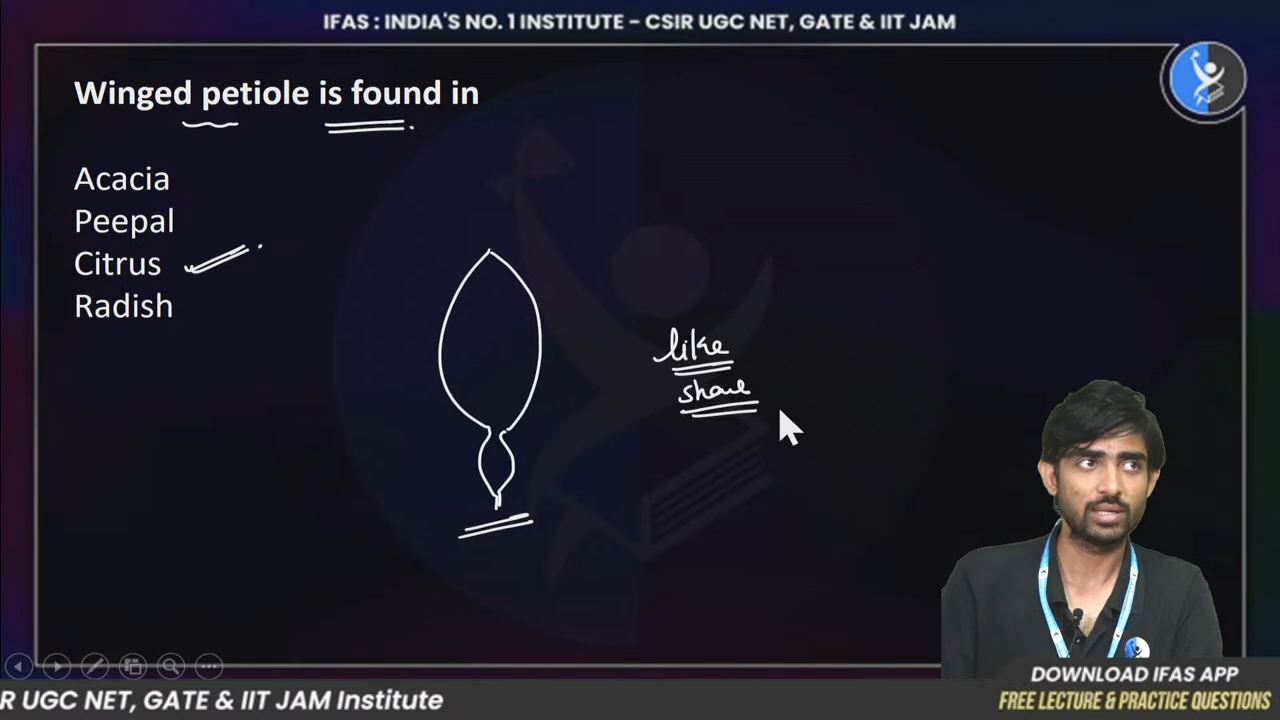 IFAS : INDIA'S NO. 1 INSTITUTE - CSIR UGC NET, GATE & IIT JAM
Winged petiole is found in
Acacia
Peepal
Citrus
Radish
like
share
DOWNLOAD IFAS APP
R UGC NET, GATE & IIT JAM Institute
FREE LECTURE & PRACTICE QUESTIONS